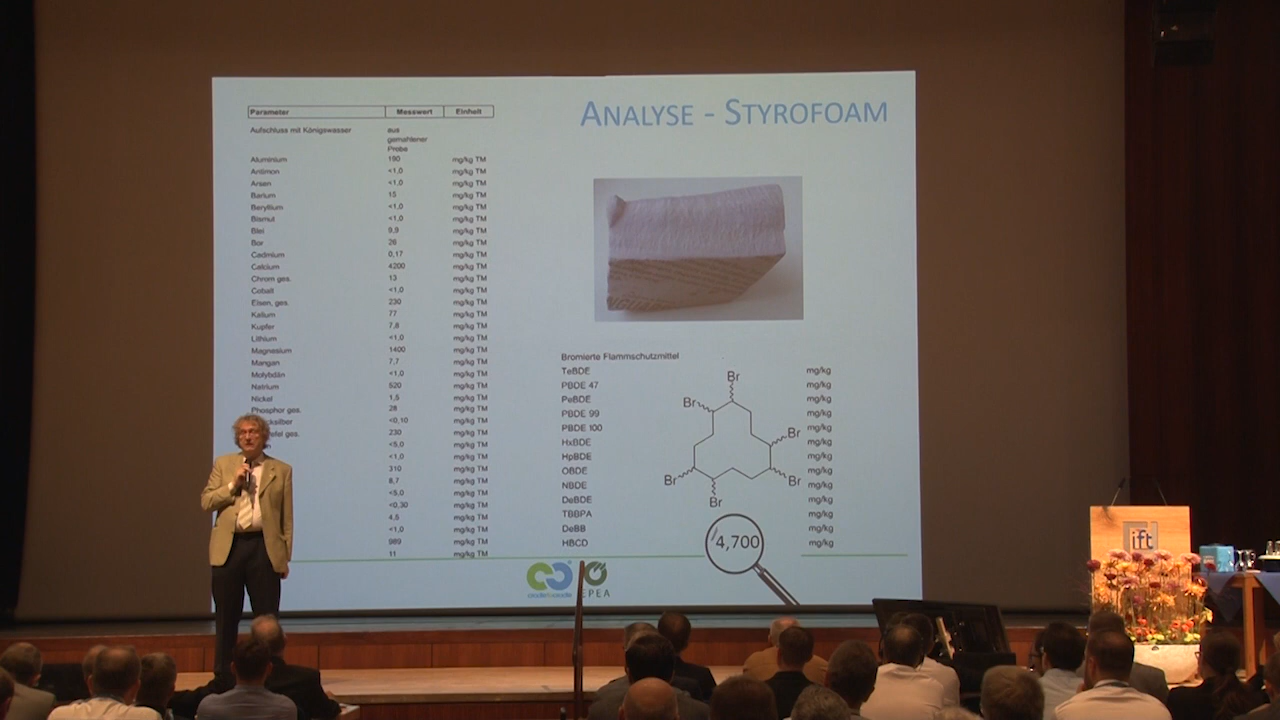 ANALYSE - STYROFOAM
Parameter Messwert Einheit
Aufschluss mit Königswasser aus
gemahlener
Probe
Aluminium 190 mg/kg TM
Antimon <1,0 mg/kg TM
Arsen <1,0 mg/kg TM
Barium 15 mg/kg TM
Beryllium <1,0 mg/kg TM
Bismut <1,0 mg/kg TM
Blei 9,9 mg/kg TM
Bor 28 mg/kg TM
Cadmium 0,17 mg/kg TM
Calcium 4200 mg/kg TM
Chrom ges. 13 mg/kg TM
Cobalt <1,0 mg/kg TM
Eisen, ges. 230 mg/kg TM
Kalium 77 mg/kg TM
Kupfer 7,8 mg/kg TM
Lithium <1,0 mg/kg TM
Magnesium 1400 mg/kg TM
Mangan 7,7 mg/kg TM
Molybdän <1,0 mg/kg TM
Natrium 520 mg/kg TM
Nickel 1,5 mg/kg TM
Phosphor ges. 28 mg/kg TM
<0,10 mg/kg TM
ges. 230 mg/kg TM
<5,0 mg/kg TM
<1,0 mg/kg TM
310 mg/kg TM
8,7 mg/kg TM
<5,0 mg/kg TM
<0,30 mg/kg TM
4,5 mg/kg TM
<1,0 mg/kg TM
989 mg/kg TM
11 mg/kg TM
Bromierte Flammschutzmittel
TeBDE mg/kg
PBDE 47 mg/kg
PeBDE mg/kg
PBDE 99 mg/kg
PBDE 100 mg/kg
HxBDE mg/kg
HpBDE mg/kg
OBDE mg/kg
NBDE mg/kg
DeBDE mg/kg
TBBPA mg/kg
DeBB mg/kg
HBCD 4,700 mg/kg
Br
Br
Br
Br
Br
Br
cradletocradle
EPEA
ift